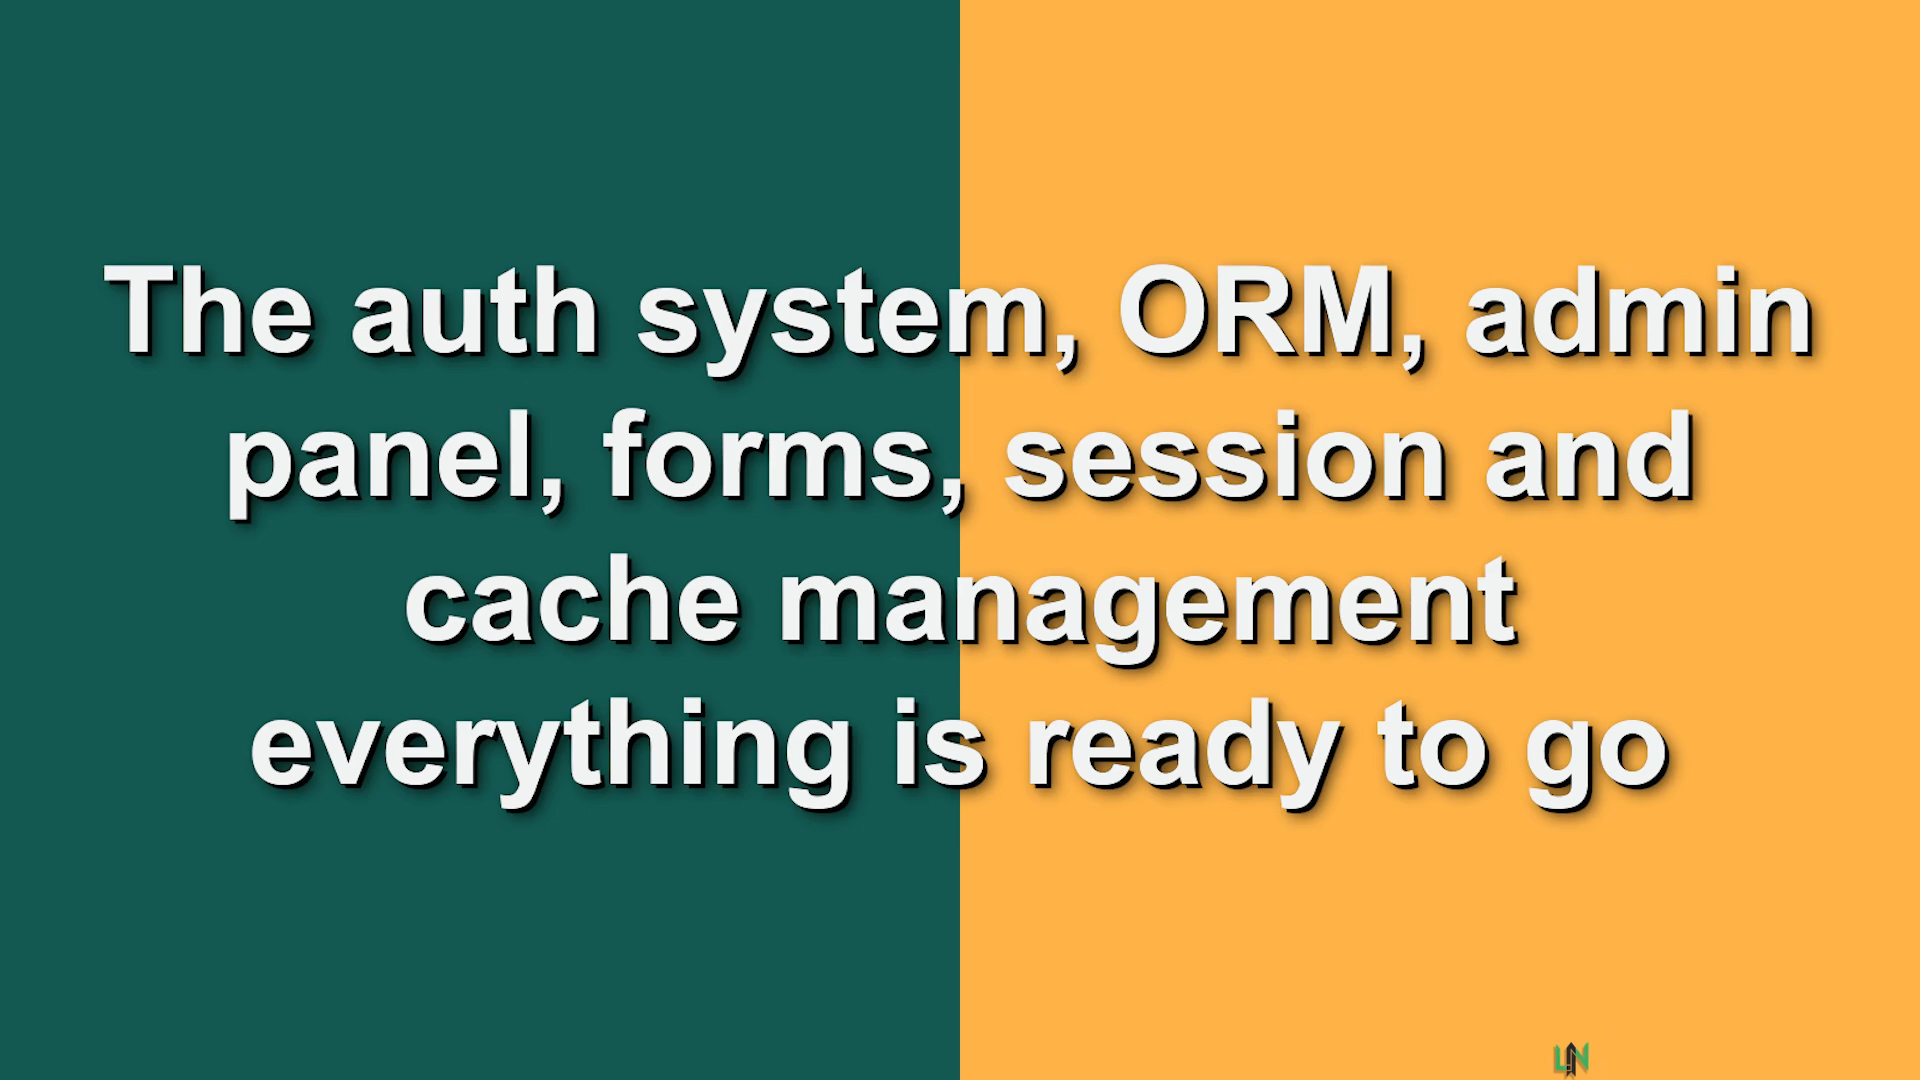 The auth system, ORM, admin
panel, forms, session and
cache management
everything is ready to go